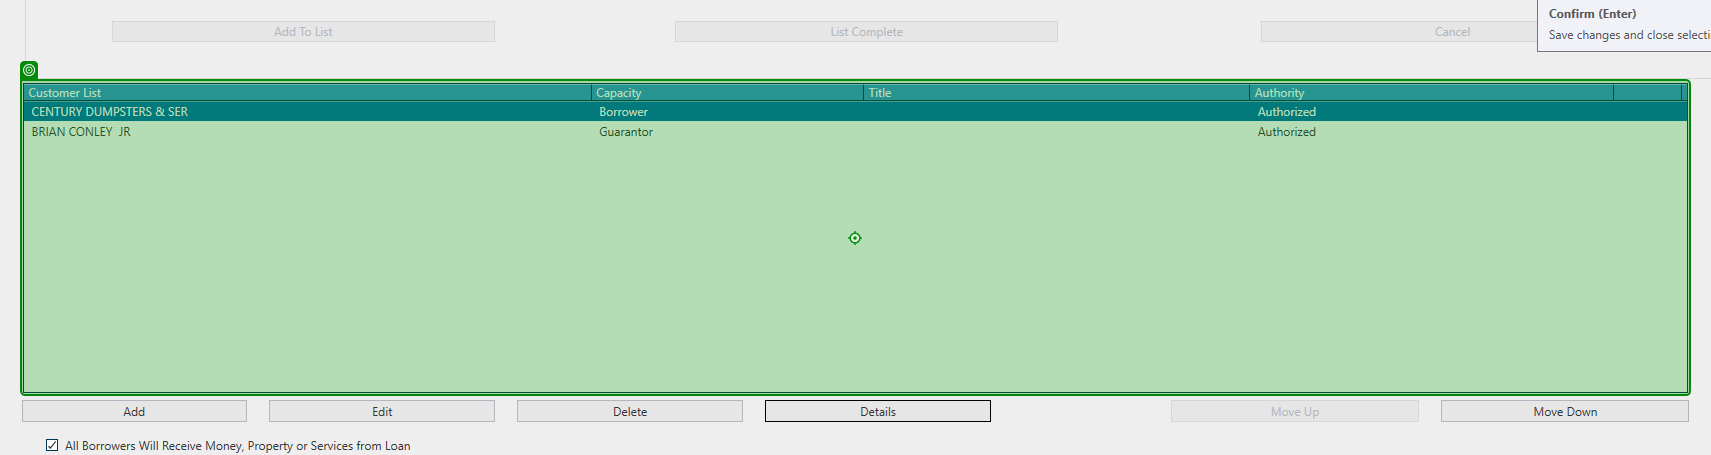 Confirm (Enter)
Save changes and close selecti
Add To List
List Complete
Cancel
Customer List Capacity Title Authority
CENTURY DUMPSTERS & SER Borrower Authorized
BRIAN CONLEY  JR Guarantor Authorized
Add Edit Delete Details Move Up Move Down
All Borrowers Will Receive Money, Property or Services from Loan